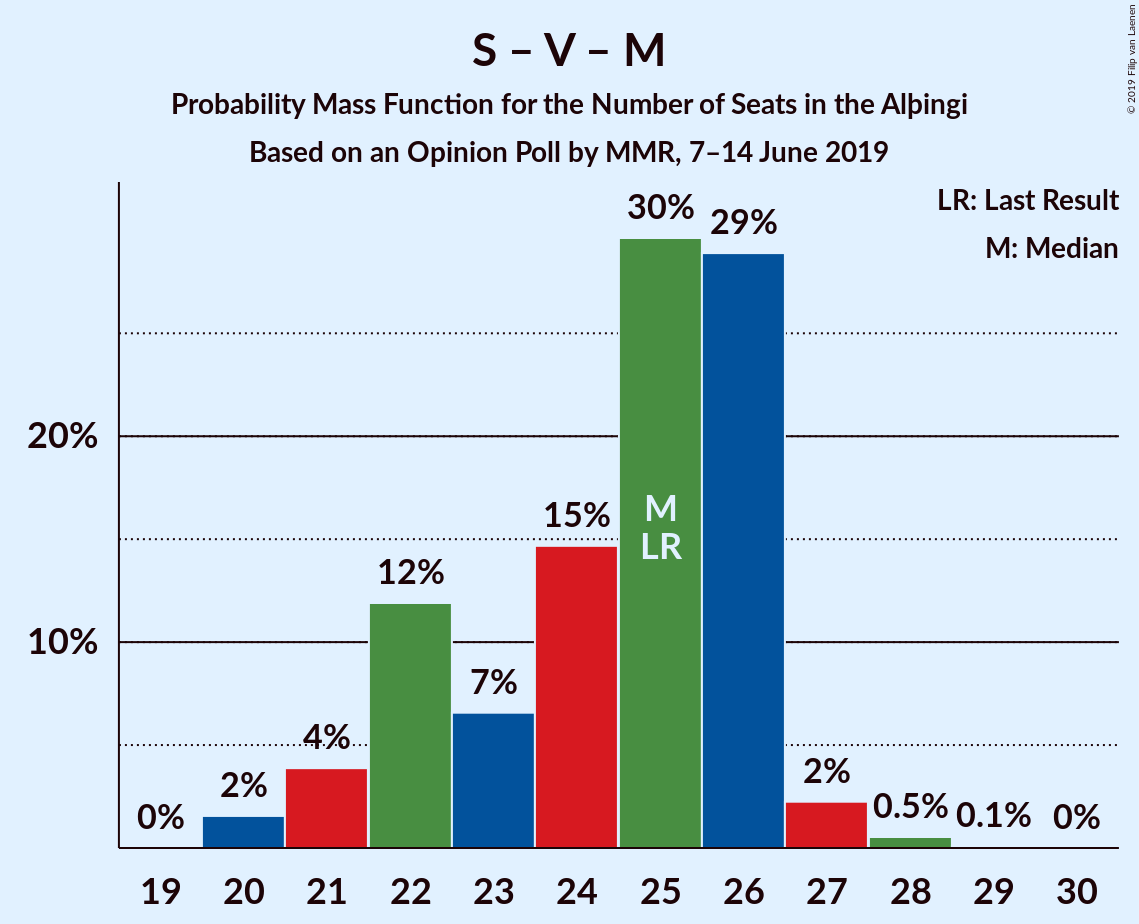 S – V – M
Probability Mass Function for the Number of Seats in the Alþingi
Based on an Opinion Poll by MMR, 7–14 June 2019
© 2019 Filip van Laenen
LR: Last Result
M: Median
30%
29%
20%
15%
M
LR
12%
10%
7%
4%
2%
2%
0%
0.5%
0.1%
0%
19 20 21 22 23 24 25 26 27 28 29 30